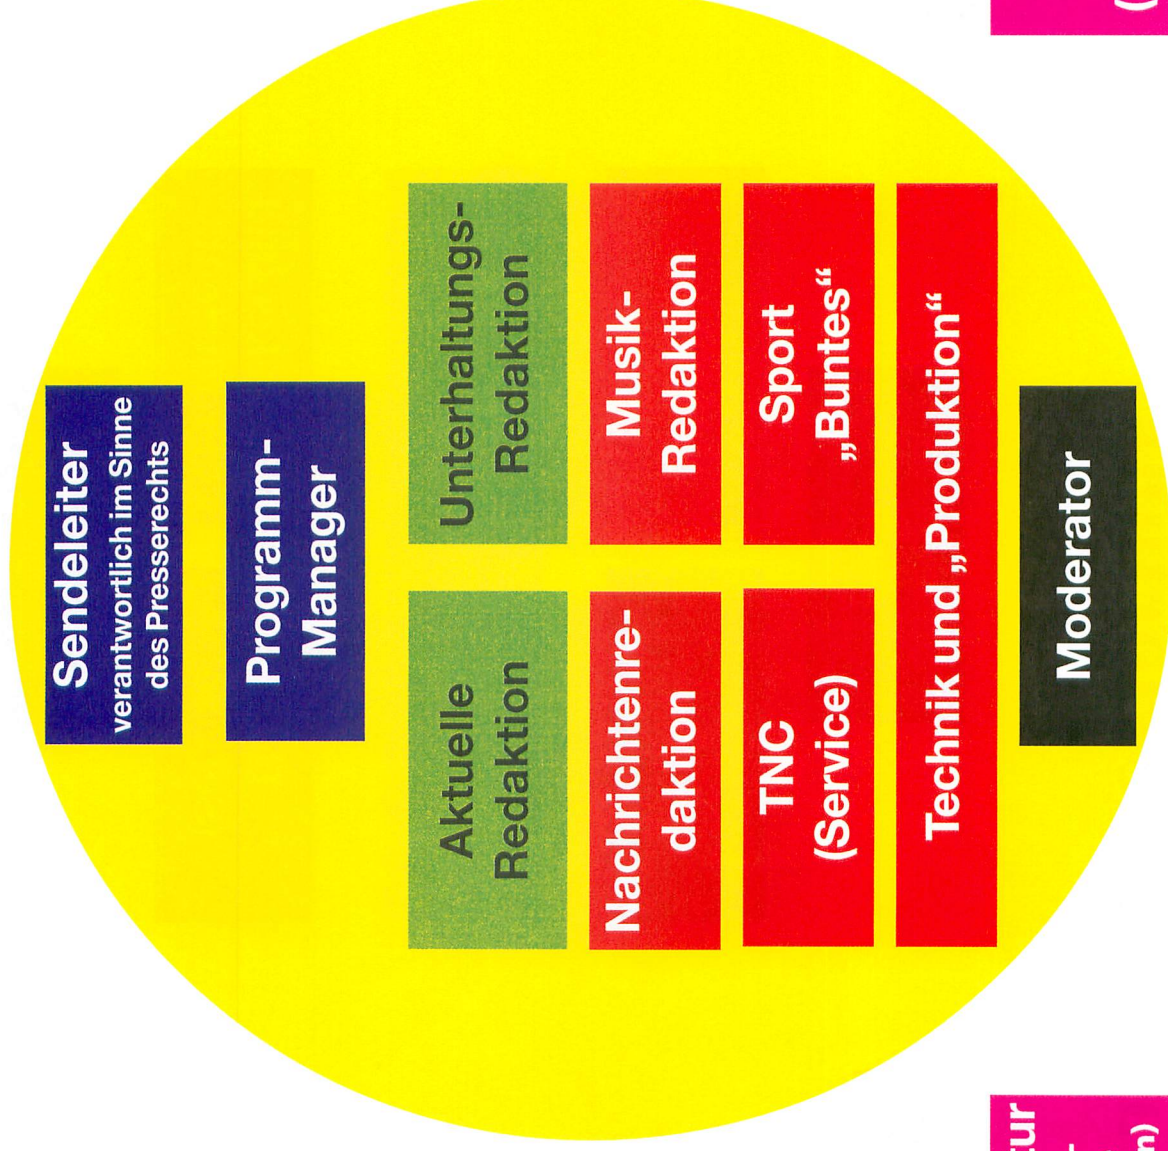 Sendeleiter
verantwortlich im Sinne
des Presserechts
Programm-
Manager
Aktuelle
Redaktion
Unterhaltungs-
Redaktion
Nachrichtenre-
daktion
Musik-
Redaktion
TNC
(Service)
Sport
„Buntes“
Technik und „Produktion“
Moderator